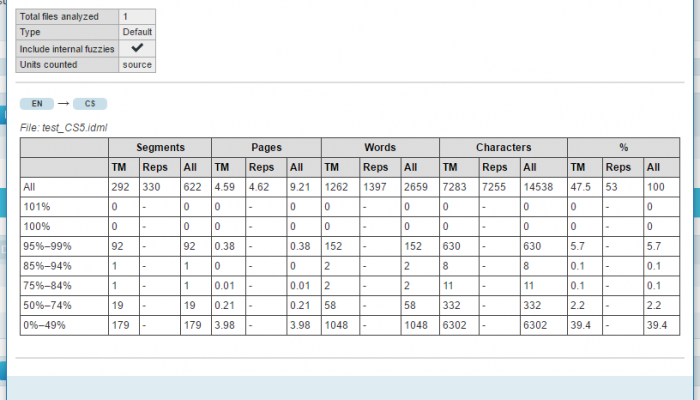 Total files analyzed 1
Type Default
Include internal fuzzies ✔
Units counted source
EN → CS
File: test_CS5.idml
Segments Pages Words Characters %
TM Reps All TM Reps All TM Reps All TM Reps All TM Reps All
All 292 330 622 4.59 4.62 9.21 1262 1397 2659 7283 7255 14538 47.5 53 100
101% 0 - 0 0 - 0 0 - 0 0 - 0 0 - 0
100% 0 - 0 0 - 0 0 - 0 0 - 0 0 - 0
95%–99% 92 - 92 0.38 - 0.38 152 - 152 630 - 630 5.7 - 5.7
85%–94% 1 - 1 0 - 0 2 - 2 8 - 8 0.1 - 0.1
75%–84% 1 - 1 0.01 - 0.01 2 - 2 11 - 11 0.1 - 0.1
50%–74% 19 - 19 0.21 - 0.21 58 - 58 332 - 332 2.2 - 2.2
0%–49% 179 - 179 3.98 - 3.98 1048 - 1048 6302 - 6302 39.4 - 39.4